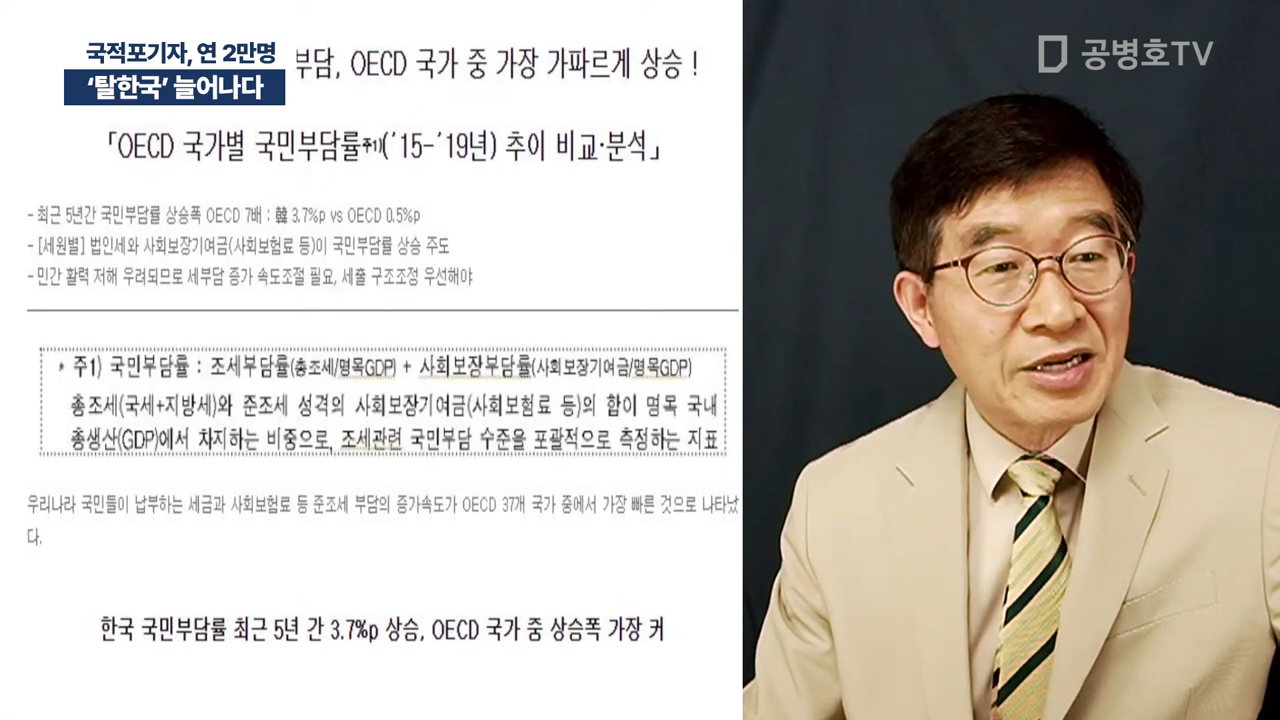 국적포기자, 연 2만명
‘탈한국’ 늘어나다
부담, OECD 국가 중 가장 가파르게 상승 !
공병호TV
「OECD 국가별 국민부담률주1)(´15-´19년) 추이 비교·분석」
- 최근 5년간 국민부담률 상승폭 OECD 7배 : 韓 3.7%p vs OECD 0.5%p
- [세원별] 법인세와 사회보장기여금(사회보험료 등)이 국민부담률 상승 주도
- 민간 활력 저해 우려되므로 세부담 증가 속도조절 필요, 세출 구조조정 우선해야
* 주1) 국민부담률 : 조세부담률(총조세/명목GDP) + 사회보장부담률(사회보장기여금/명목GDP)
총조세(국세+지방세)와 준조세 성격의 사회보장기여금(사회보험료 등)의 합이 명목 국내
총생산(GDP)에서 차지하는 비중으로, 조세관련 국민부담 수준을 포괄적으로 측정하는 지표
우리나라 국민들이 납부하는 세금과 사회보험료 등 준조세 부담의 증가속도가 OECD 37개 국가 중에서 가장 빠른 것으로 나타났
다.
한국 국민부담률 최근 5년 간 3.7%p 상승, OECD 국가 중 상승폭 가장 커